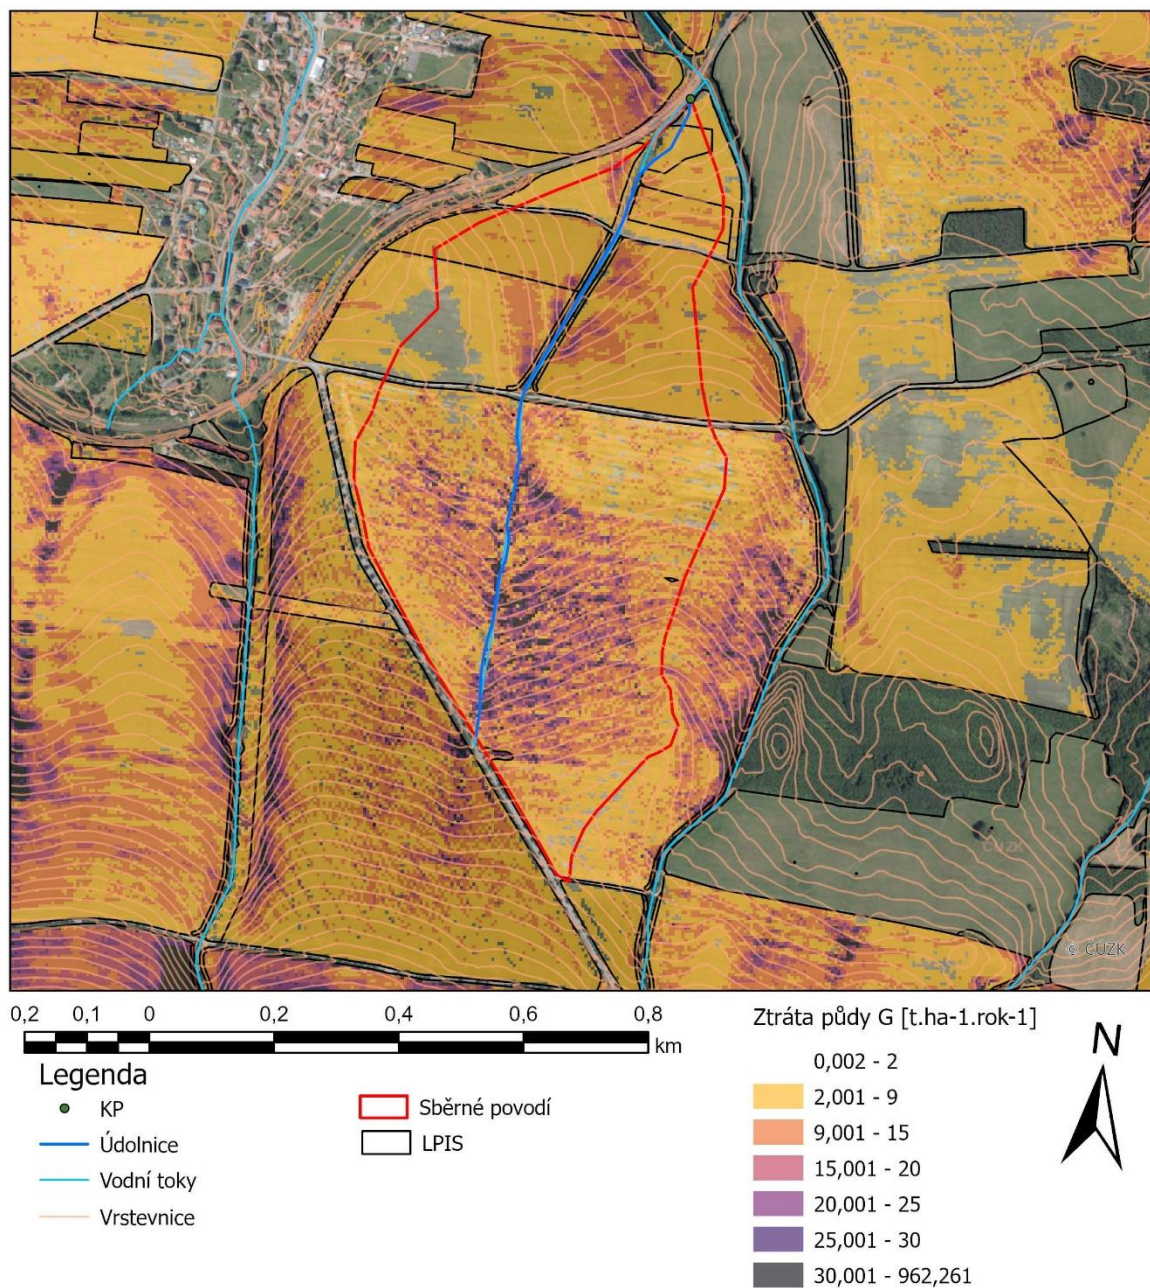 © ČÚZK
ČÚZK
0,2 0,1 0 0,2 0,4 0,6 0,8
km
Legenda
KP
Údolnice
Vodní toky
Vrstevnice
Sběrné povodí
LPIS
Ztráta půdy G [t.ha-1.rok-1]
0,002 - 2
2,001 - 9
9,001 - 15
15,001 - 20
20,001 - 25
25,001 - 30
30,001 - 962,261
N